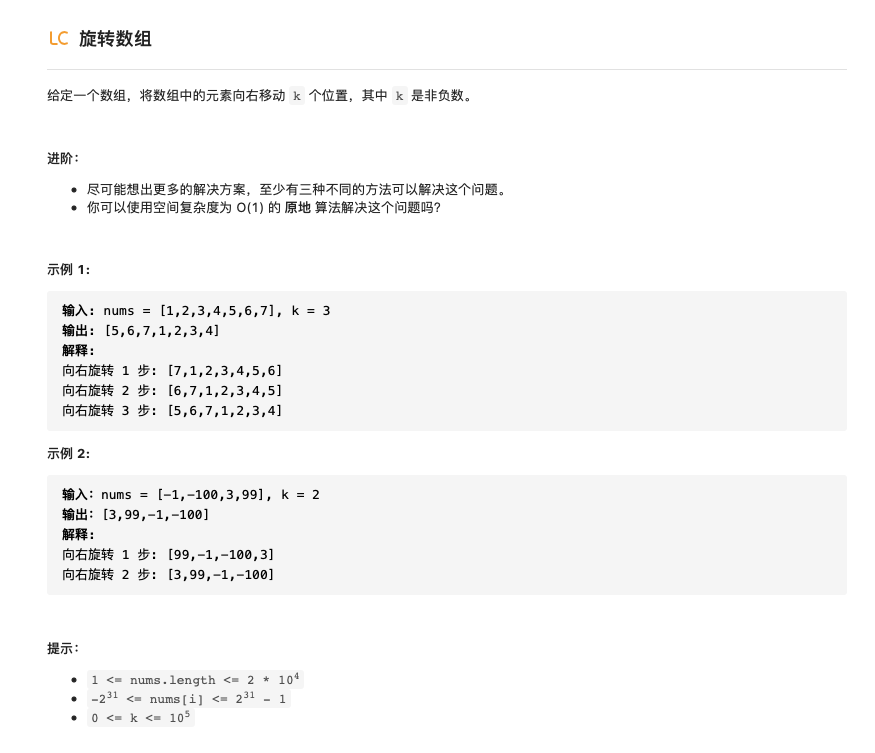 LC 旋转数组
给定一个数组，将数组中的元素向右移动 k 个位置，其中 k 是非负数。
进阶：
• 尽可能想出更多的解决方案，至少有三种不同的方法可以解决这个问题。
• 你可以使用空间复杂度为 O(1) 的 原地 算法解决这个问题吗？
示例 1:
输入: nums = [1,2,3,4,5,6,7], k = 3
输出: [5,6,7,1,2,3,4]
解释:
向右旋转 1 步: [7,1,2,3,4,5,6]
向右旋转 2 步: [6,7,1,2,3,4,5]
向右旋转 3 步: [5,6,7,1,2,3,4]
示例 2:
输入：nums = [-1,-100,3,99], k = 2
输出：[3,99,-1,-100]
解释:
向右旋转 1 步: [99,-1,-100,3]
向右旋转 2 步: [3,99,-1,-100]
提示：
• 1 <= nums.length <= 2 * 10⁴
• -2³¹ <= nums[i] <= 2³¹ - 1
• 0 <= k <= 10⁵